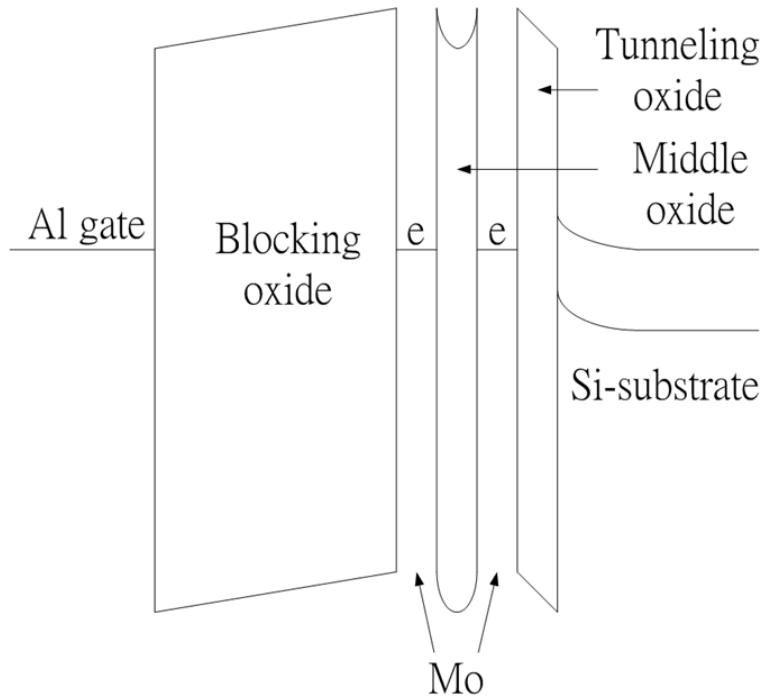 Tunneling
oxide
Middle
oxide
Al gate
Blocking
oxide
e
e
Si-substrate
Mo